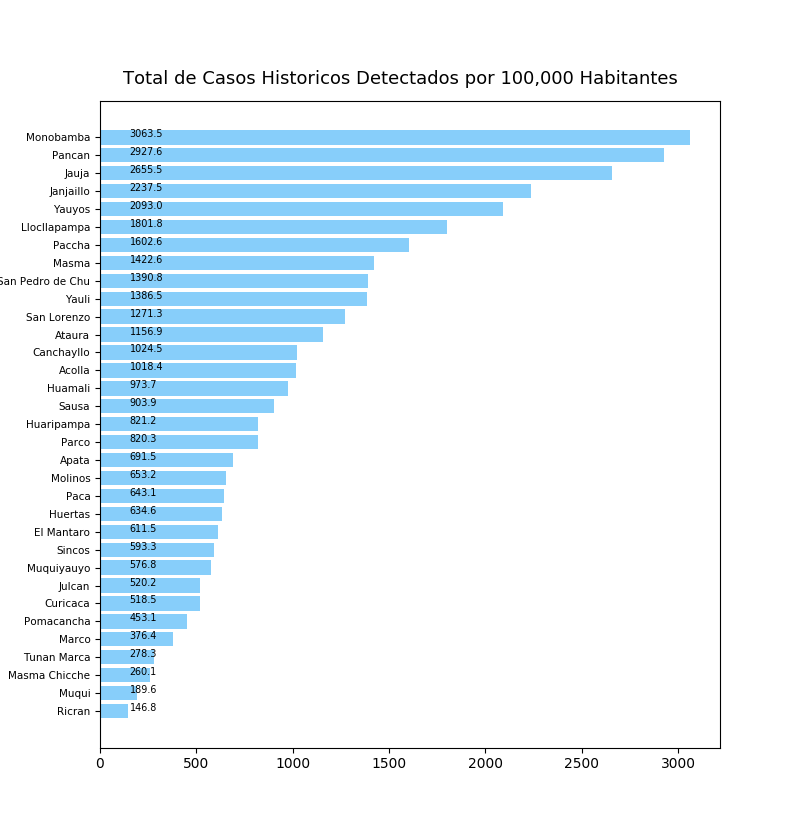 Total de Casos Historicos Detectados por 100,000 Habitantes
Monobamba 3063.5
Pancan 2927.6
Jauja 2655.5
Janjaillo 2237.5
Yauyos 2093.0
Llocllapampa 1801.8
Paccha 1602.6
Masma 1422.6
San Pedro de Chu 1390.8
Yauli 1386.5
San Lorenzo 1271.3
Ataura 1156.9
Canchayllo 1024.5
Acolla 1018.4
Huamali 973.7
Sausa 903.9
Huaripampa 821.2
Parco 820.3
Apata 691.5
Molinos 653.2
Paca 643.1
Huertas 634.6
El Mantaro 611.5
Sincos 593.3
Muquiyauyo 576.8
Julcan 520.2
Curicaca 518.5
Pomacancha 453.1
Marco 376.4
Tunan Marca 278.3
Masma Chicche 260.1
Muqui 189.6
Ricran 146.8
0 500 1000 1500 2000 2500 3000